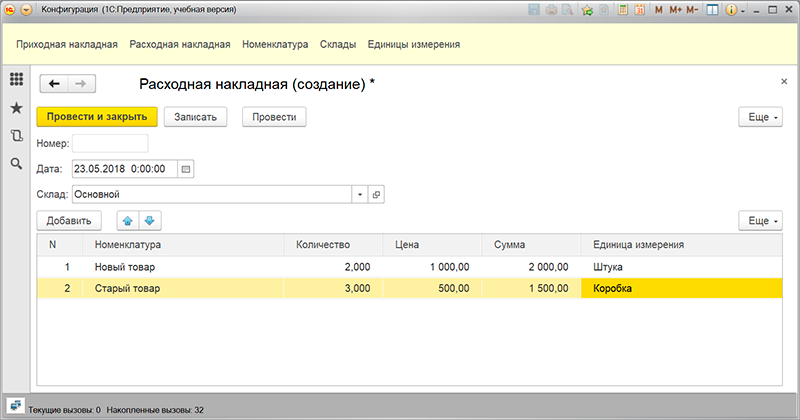 1С Конфигурация (1С:Предприятие, учебная версия) M M+ M-
Приходная накладная Расходная накладная Номенклатура Склады Единицы измерения
Расходная накладная (создание) *
Провести и закрыть Записать Провести Еще
Номер:
Дата: 23.05.2018 0:00:00
Склад: Основной
Добавить Еще
N Номенклатура Количество Цена Сумма Единица измерения
1 Новый товар 2,000 1 000,00 2 000,00 Штука
2 Старый товар 3,000 500,00 1 500,00 Коробка
Текущие вызовы: 0 Накопленные вызовы: 32